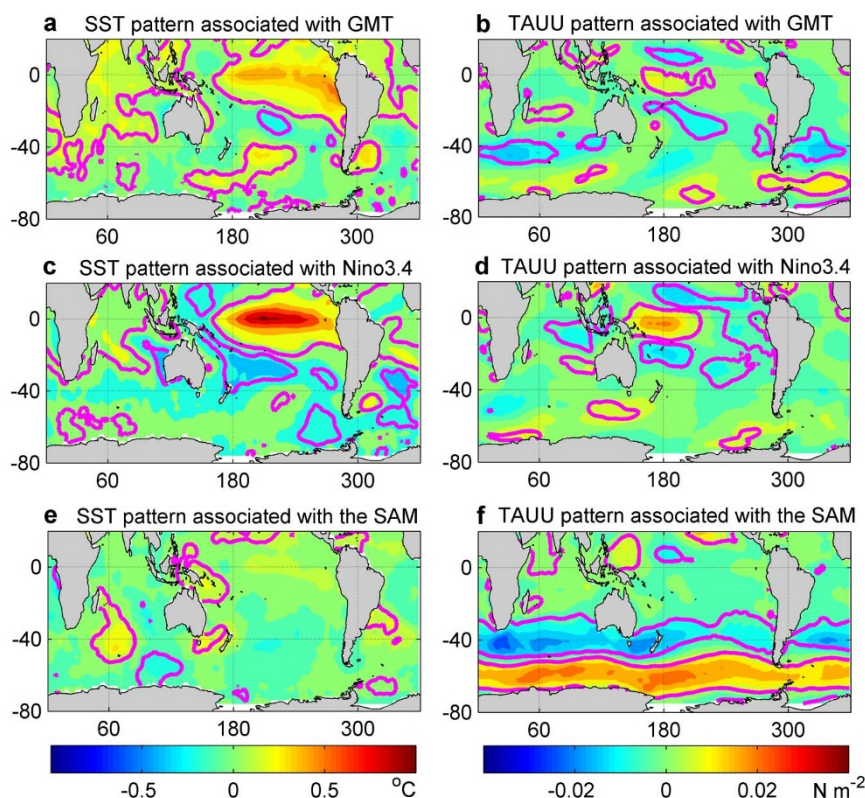 a SST pattern associated with GMT
b TAUU pattern associated with GMT
0
-40
-80
60 180 300
0
-40
-80
60 180 300
c SST pattern associated with Nino3.4
d TAUU pattern associated with Nino3.4
0
-40
-80
60 180 300
0
-40
-80
60 180 300
e SST pattern associated with the SAM
f TAUU pattern associated with the SAM
0
-40
-80
60 180 300
0
-40
-80
60 180 300
-0.5 0 0.5 °C
-0.02 0 0.02 N m⁻²